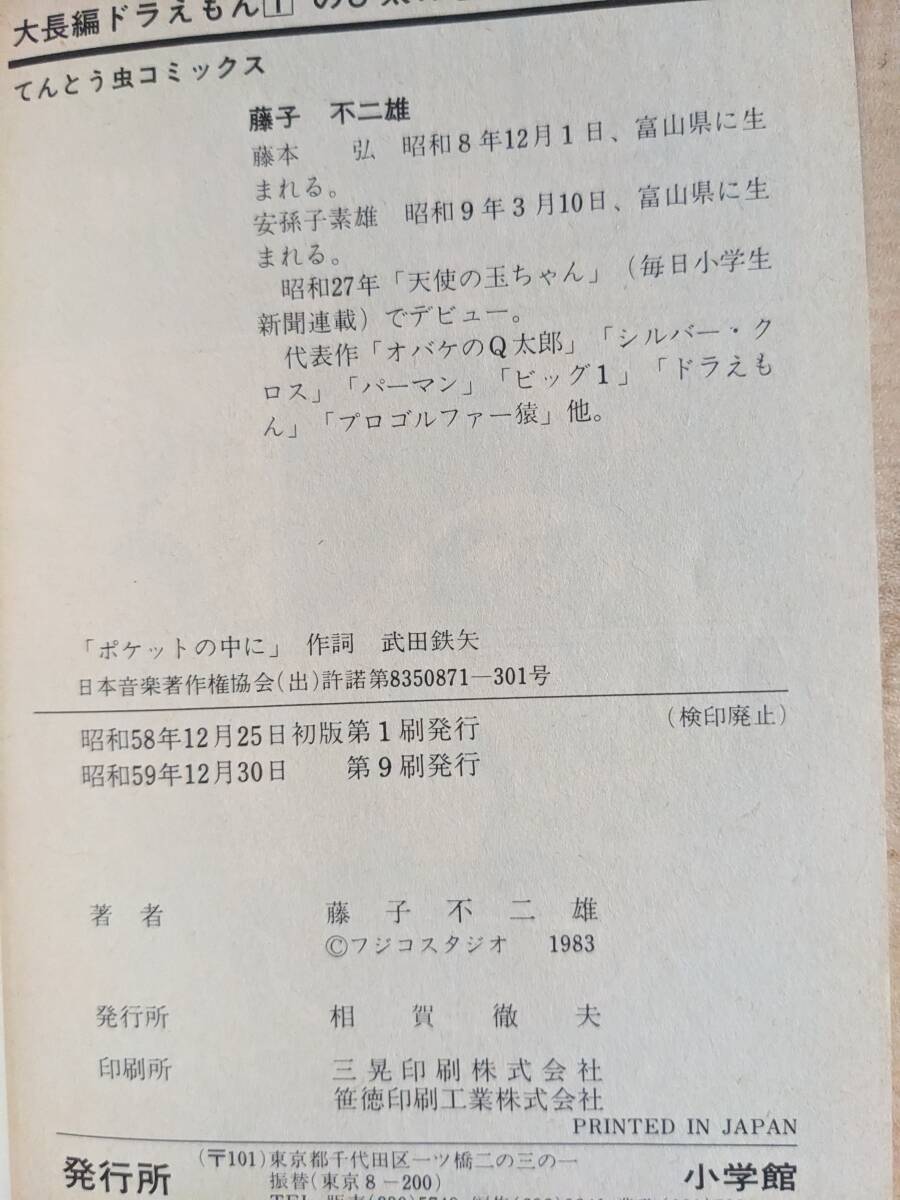 大長編ドラえもん1 のび太
てんとう虫コミックス
藤子 不二雄
藤本 弘 昭和8年12月1日、富山県に生
まれる。
安孫子素雄 昭和9年3月10日、富山県に生
まれる。
昭和27年「天使の玉ちゃん」(毎日小学生
新聞連載)でデビュー。
代表作「オバケのQ太郎」「シルバー・ク
ロス」「パーマン」「ビッグ1」「ドラえも
ん」「プロゴルファー猿」他。
「ポケットの中に」 作詞 武田鉄矢
日本音楽著作権協会(出)許諾第8350871—301号
昭和58年12月25日初版第1刷発行
(検印廃止)
昭和59年12月30日 第9刷発行
著者 藤子不二雄
©フジコスタジオ 1983
発行所 相賀徹夫
印刷所 三晃印刷株式会社
笹徳印刷工業株式会社
PRINTED IN JAPAN
発行所 (〒101)東京都千代田区一ツ橋二の三の一 小学館
振替(東京8-200)